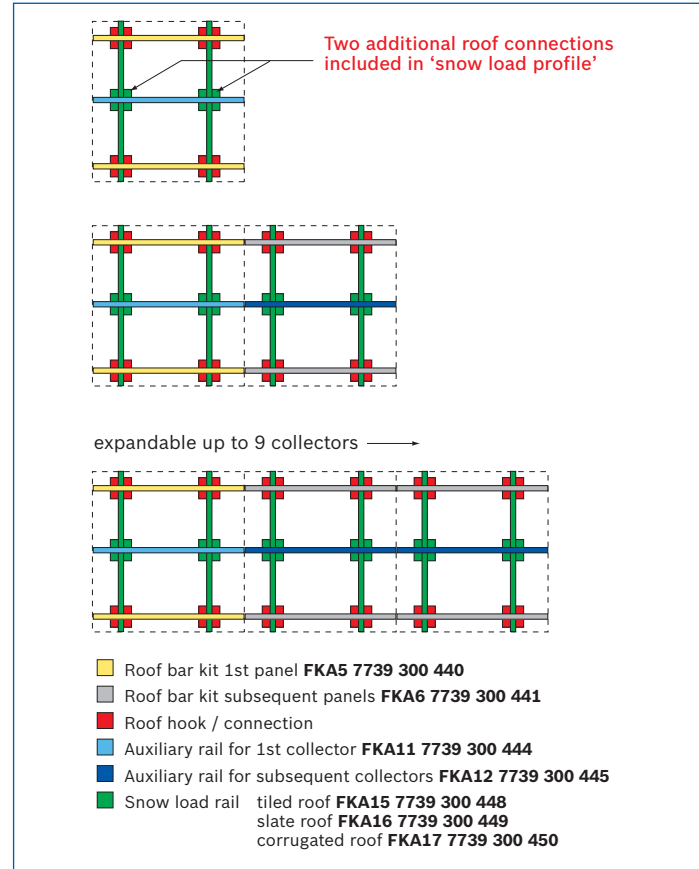 Two additional roof connections
included in ‘snow load profile’
expandable up to 9 collectors
Roof bar kit 1st panel FKA5 7739 300 440
Roof bar kit subsequent panels FKA6 7739 300 441
Roof hook / connection
Auxiliary rail for 1st collector FKA11 7739 300 444
Auxiliary rail for subsequent collectors FKA12 7739 300 445
Snow load rail tiled roof FKA15 7739 300 448
slate roof FKA16 7739 300 449
corrugated roof FKA17 7739 300 450